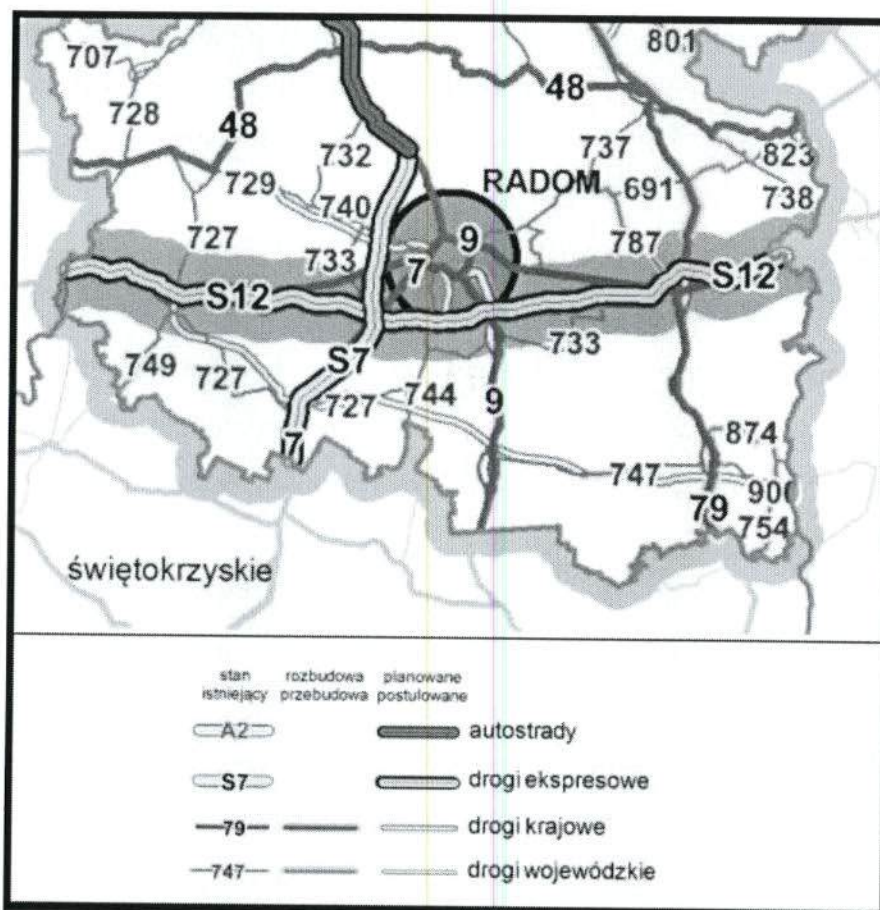 707
801
728
48
48
732
737
823
729
740
RADOM
691
738
727
733
9
787
7
S12
S12
S7
733
749
727
727
744
9
7
874
747
900
79
754
świętokrzyskie
stan rozbudowa planowane
istniejący przebudowa postulowane
A2 autostrady
S7 drogi ekspresowe
79 drogi krajowe
747 drogi wojewódzkie